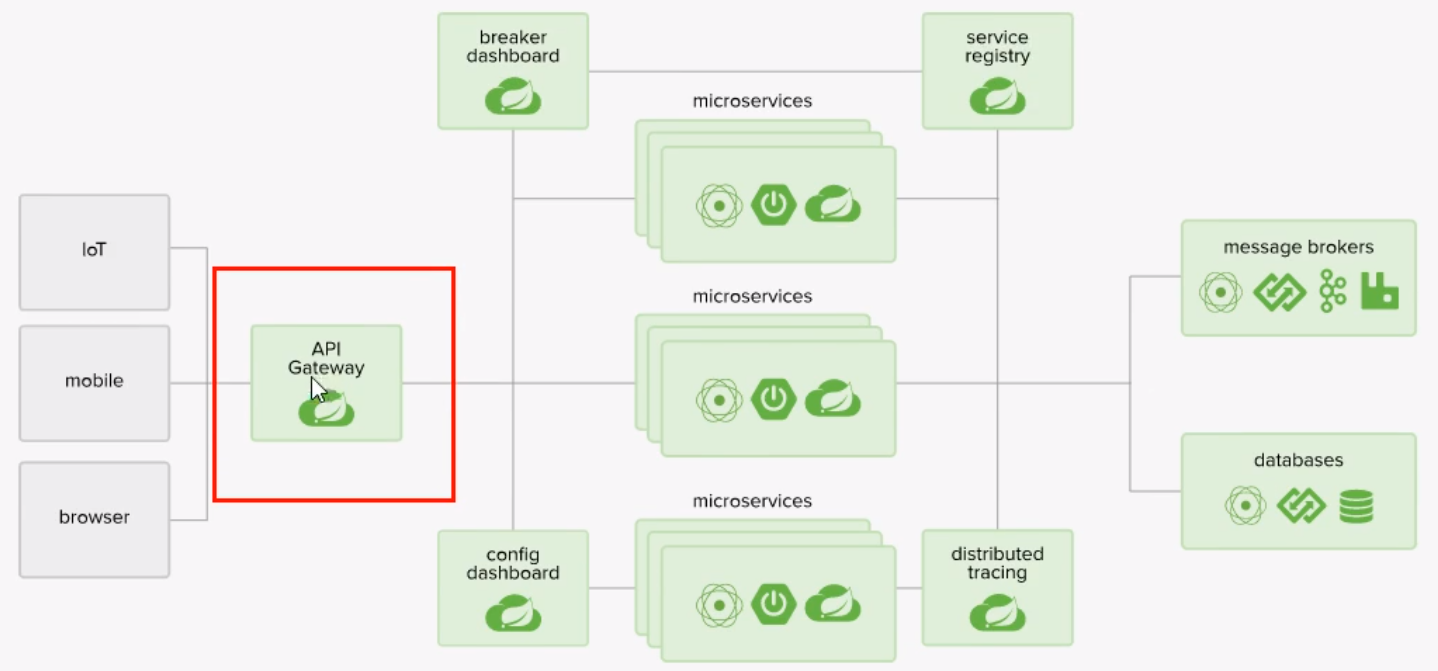 breaker
dashboard
service
registry
microservices
IoT
mobile
browser
API
Gateway
microservices
message brokers
databases
microservices
config
dashboard
distributed
tracing